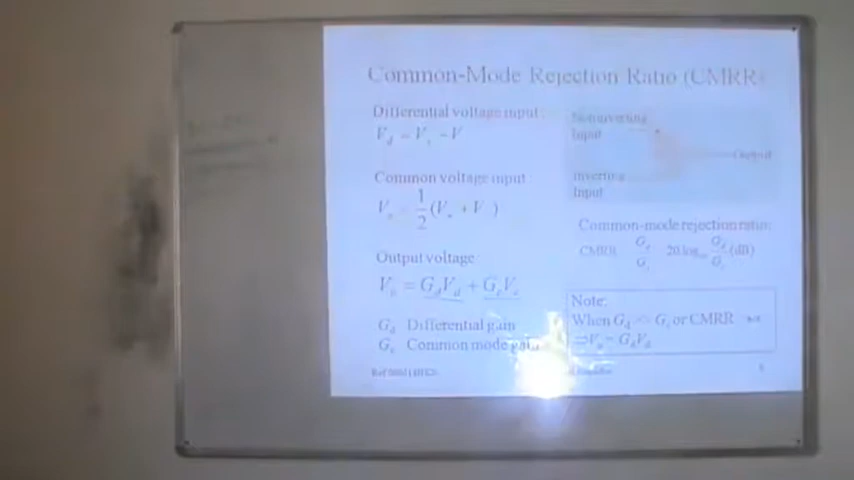 Common-Mode Rejection Ratio (CMRR)
Differential voltage input :
V_d = V_+ - V
Common voltage input :
V_c = 1/2 (V_+ + V_-)
Output voltage :
V_o = G_d V_d + G_c V_c
G_d Differential gain
G_c Common mode gain
Noninverting
Input
Output
Inverting
Input
Common-mode rejection ratio:
CMRR G_d/G_c 20 log_10 G_d/G_c (dB)
Note:
When G_d >> G_c or CMRR → ∞
⇒ V_o = G_d V_d